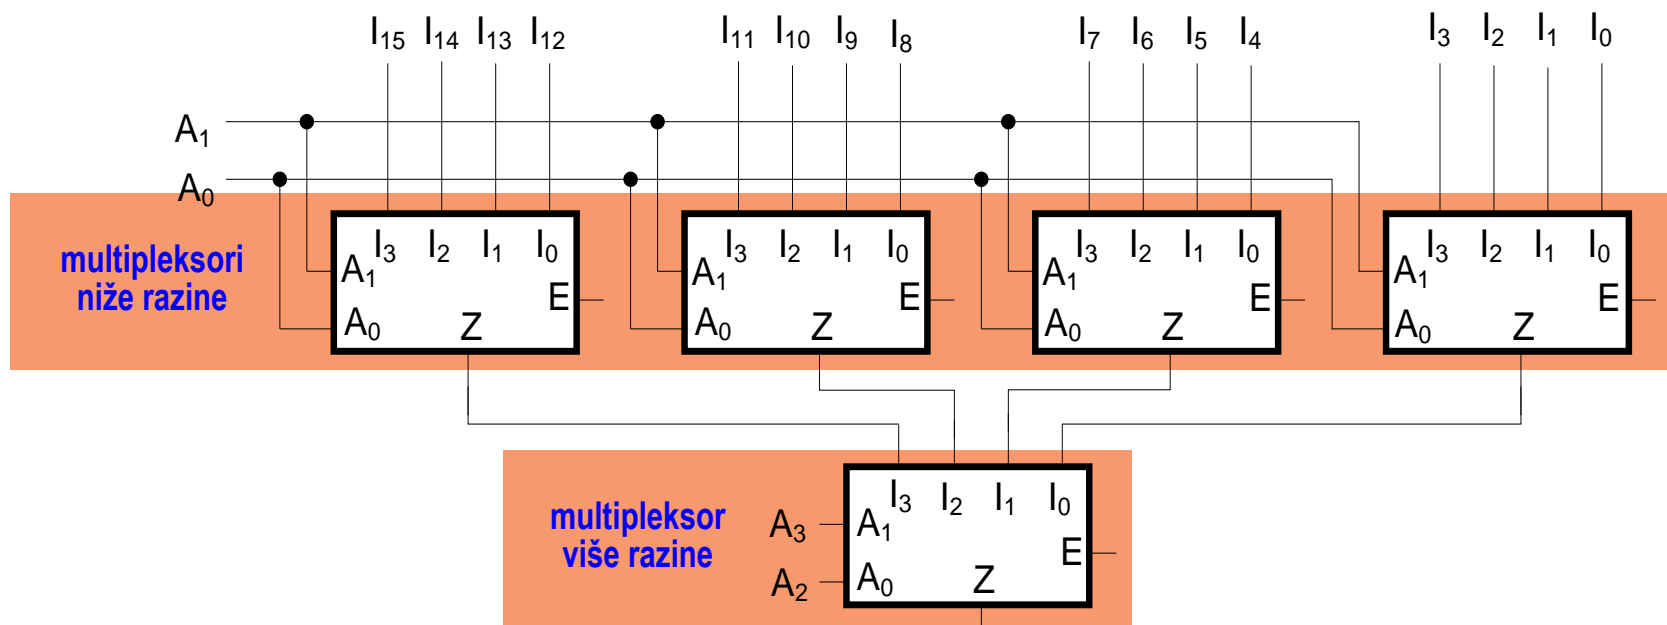 I15 I14 I13 I12 I11 I10 I9 I8 I7 I6 I5 I4 I3 I2 I1 I0
A1
A0
multipleksori
niže razine
I3 I2 I1 I0
A1
E
A0
Z
I3 I2 I1 I0
A1
E
A0
Z
I3 I2 I1 I0
A1
E
A0
Z
I3 I2 I1 I0
A1
E
A0
Z
multipleksor
više razine
A3
A2
I3 I2 I1 I0
A1
E
A0
Z